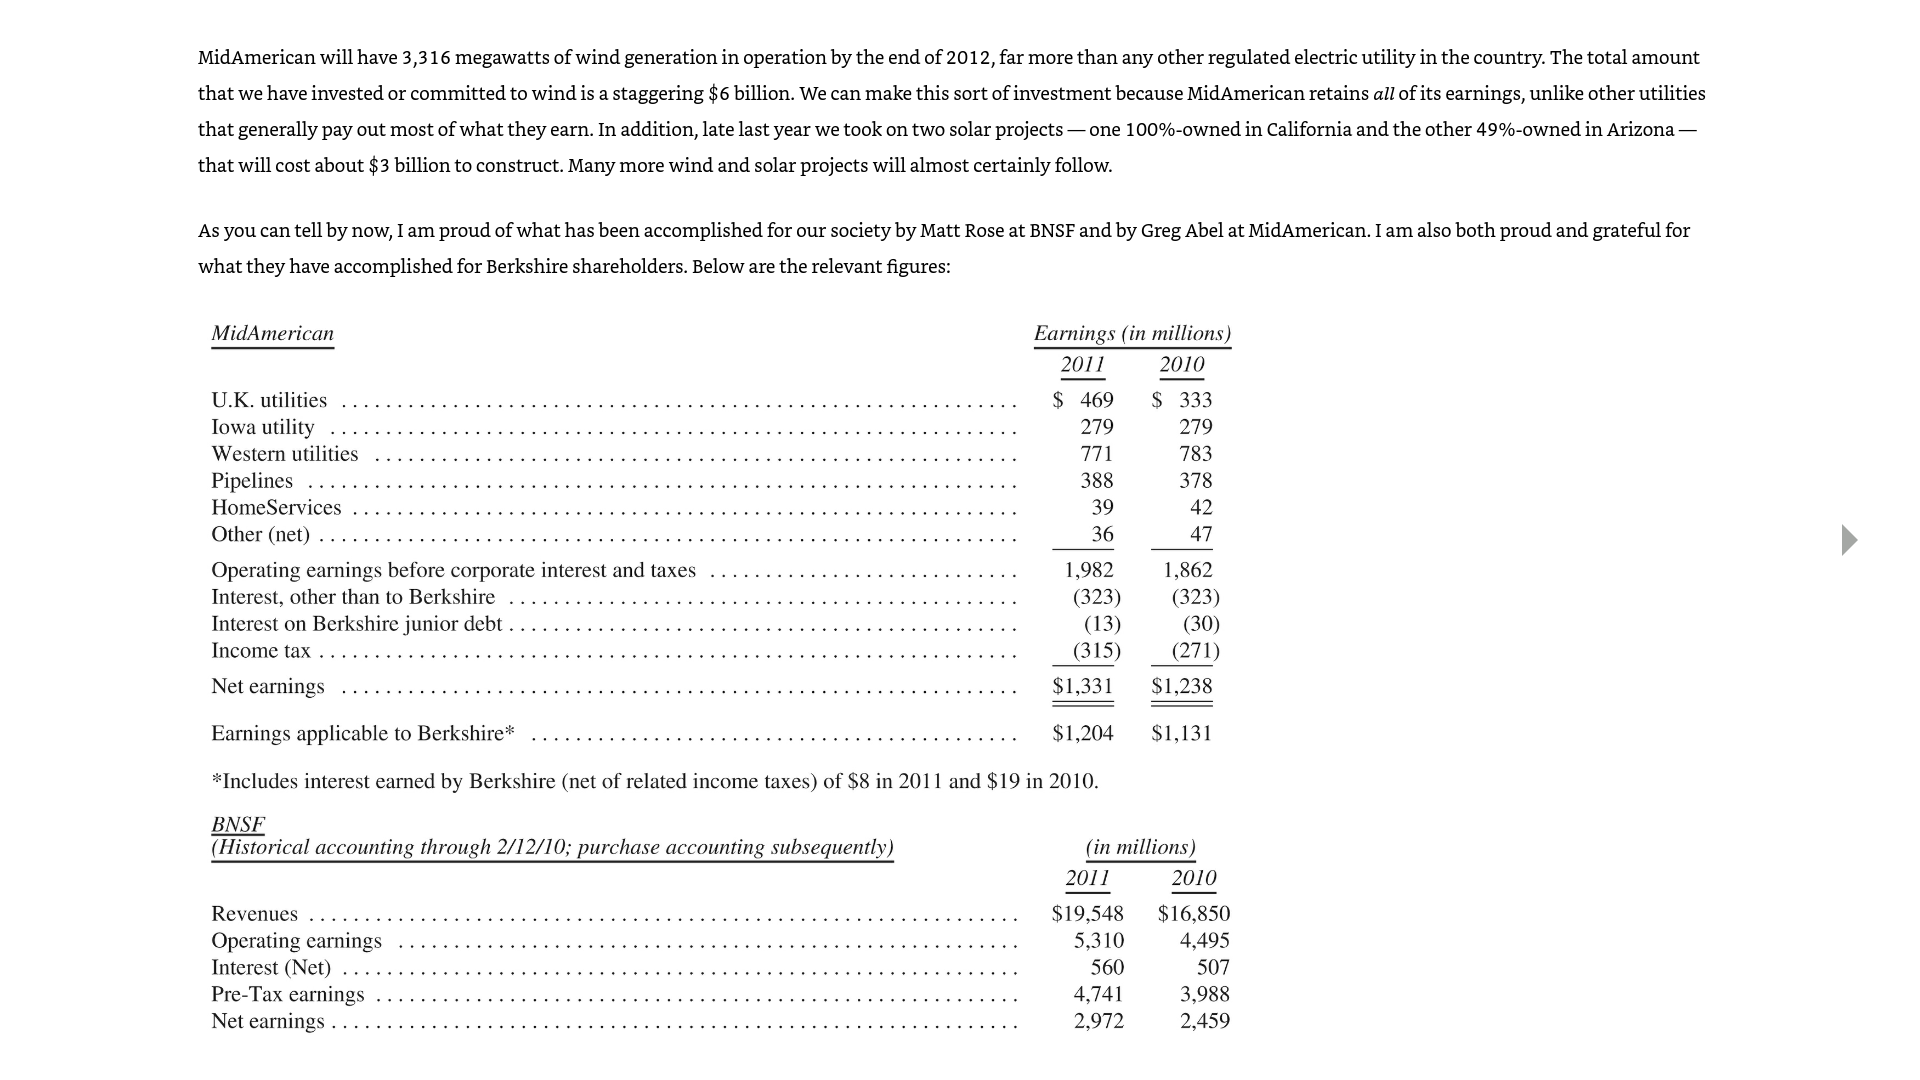 MidAmerican will have 3,316 megawatts of wind generation in operation by the end of 2012, far more than any other regulated electric utility in the country. The total amount
that we have invested or committed to wind is a staggering $6 billion. We can make this sort of investment because MidAmerican retains all of its earnings, unlike other utilities
that generally pay out most of what they earn. In addition, late last year we took on two solar projects — one 100%-owned in California and the other 49%-owned in Arizona —
that will cost about $3 billion to construct. Many more wind and solar projects will almost certainly follow.
As you can tell by now, I am proud of what has been accomplished for our society by Matt Rose at BNSF and by Greg Abel at MidAmerican. I am also both proud and grateful for
what they have accomplished for Berkshire shareholders. Below are the relevant figures:
MidAmerican Earnings (in millions)
2011 2010
U.K. utilities $ 469 $ 333
Iowa utility 279 279
Western utilities 771 783
Pipelines 388 378
HomeServices 39 42
Other (net) 36 47
Operating earnings before corporate interest and taxes 1,982 1,862
Interest, other than to Berkshire (323) (323)
Interest on Berkshire junior debt (13) (30)
Income tax (315) (271)
Net earnings $1,331 $1,238
Earnings applicable to Berkshire* $1,204 $1,131
*Includes interest earned by Berkshire (net of related income taxes) of $8 in 2011 and $19 in 2010.
BNSF
(Historical accounting through 2/12/10; purchase accounting subsequently) (in millions)
2011 2010
Revenues $19,548 $16,850
Operating earnings 5,310 4,495
Interest (Net) 560 507
Pre-Tax earnings 4,741 3,988
Net earnings 2,972 2,459